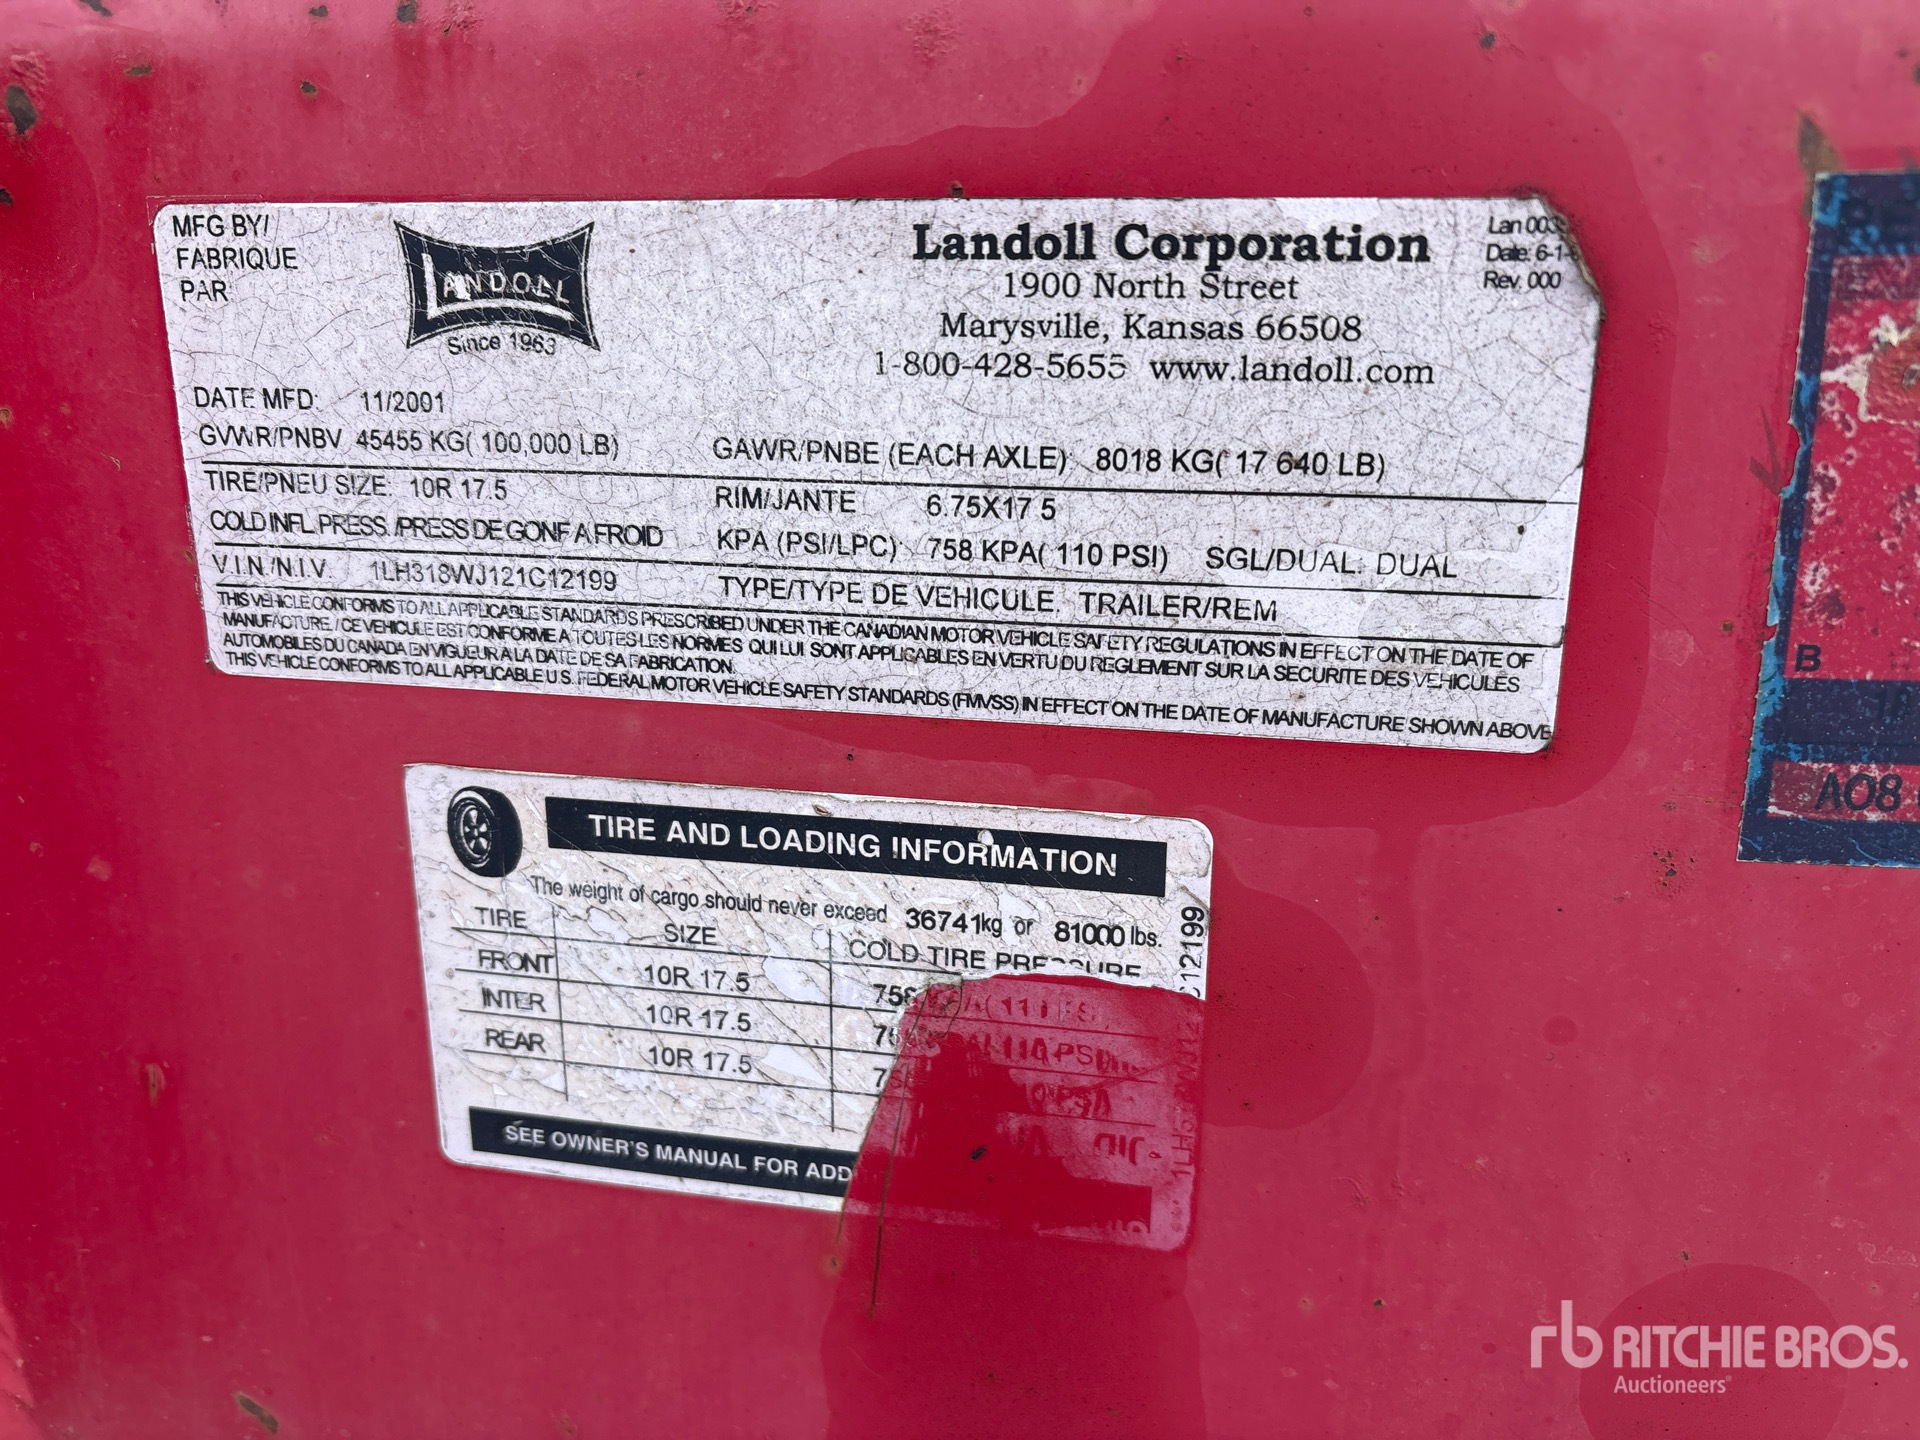 MFG BY/
FABRIQUE
PAR
LANDOLL
Since 1963
Landoll Corporation
1900 North Street
Marysville, Kansas 66508
1-800-428-5655 www.landoll.com
Lan 003
Date: 6-1-
Rev. 000
DATE MFD: 11/2001
GVWR/PNBV 45455 KG( 100,000 LB) GAWR/PNBE (EACH AXLE) 8018 KG( 17 640 LB)
TIRE/PNEU SIZE. 10R 17.5 RIM/JANTE 6.75X17 5
COLD INFL PRESS./PRESS DE GONF A FROID KPA (PSI/LPC) 758 KPA( 110 PSI) SGL/DUAL: DUAL
V.I.N./N.I.V. 1LH318WJ121C12199 TYPE/TYPE DE VEHICULE. TRAILER/REM
THIS VEHICLE CONFORMS TO ALL APPLICABLE STANDARDS PRESCRIBED UNDER THE CANADIAN MOTOR VEHICLE SAFETY REGULATIONS IN EFFECT ON THE DATE OF
MANUFACTURE. / CE VEHICULE EST CONFORME A TOUTES LES NORMES QUI LUI SONT APPLICABLES EN VERTU DU REGLEMENT SUR LA SECURITE DES VEHICULES
AUTOMOBILES DU CANADA EN VIGUEUR A LA DATE DE SA FABRICATION.
THIS VEHICLE CONFORMS TO ALL APPLICABLE U.S. FEDERAL MOTOR VEHICLE SAFETY STANDARDS (FMVSS) IN EFFECT ON THE DATE OF MANUFACTURE SHOWN ABOVE
TIRE AND LOADING INFORMATION
The weight of cargo should never exceed 36741kg or 81000 lbs.
TIRE SIZE COLD TIRE PRESSURE
FRONT 10R 17.5 758
INTER 10R 17.5 758
REAR 10R 17.5 758
SEE OWNER'S MANUAL FOR ADD
C12199
B
A08
rb RITCHIE BROS.
Auctioneers